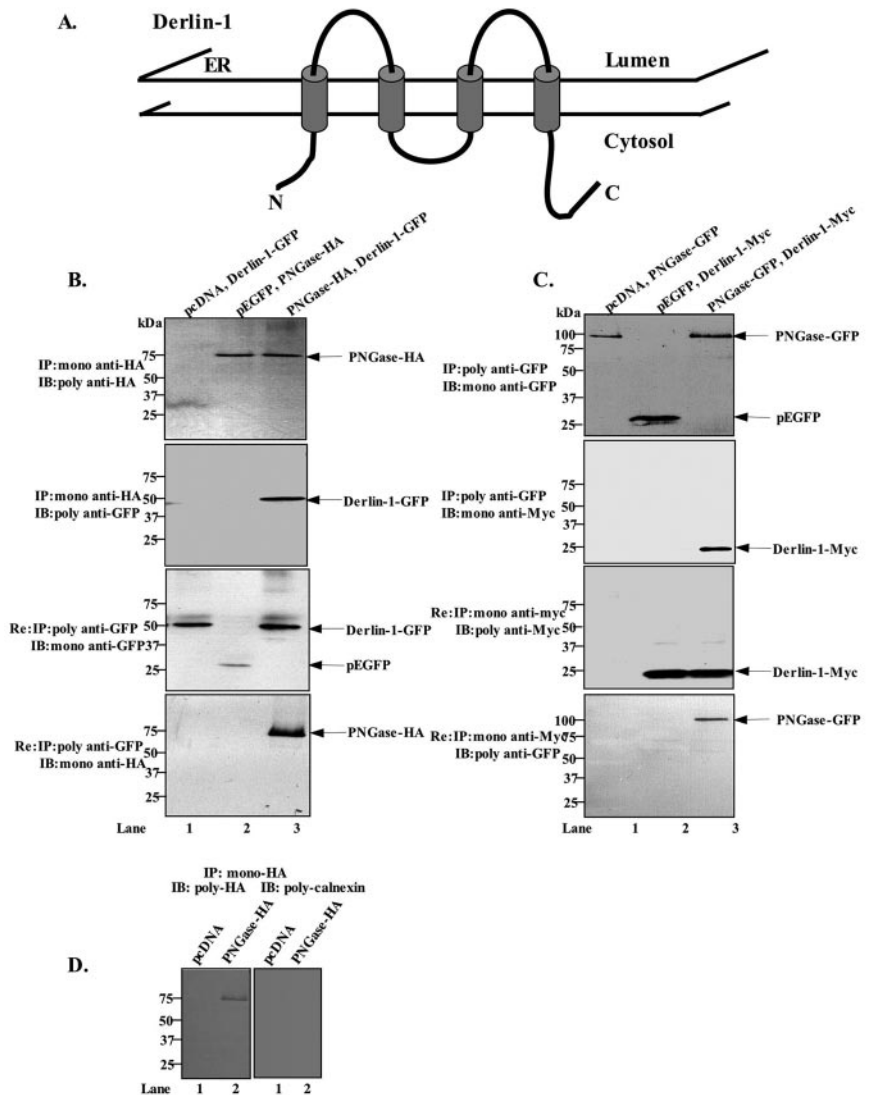 A.
Derlin-1
ER
Lumen
Cytosol
N
C
B.
pcDNA, Derlin-1-GFP
pEGFP, PNGase-HA
PNGase-HA, Derlin-1-GFP
kDa
IP:mono anti-HA
IB:poly anti-HA
75
50
37
25
PNGase-HA
IP:mono anti-HA
IB:poly anti-GFP
75
50
37
25
Derlin-1-GFP
Re:IP:poly anti-GFP
IB:mono anti-GFP
75
50
37
25
Derlin-1-GFP
pEGFP
Re:IP:poly anti-GFP
IB:mono anti-HA
75
50
37
25
PNGase-HA
Lane 1 2 3
C.
pcDNA, PNGase-GFP
pEGFP, Derlin-1-Myc
PNGase-GFP, Derlin-1-Myc
kDa
IP:poly anti-GFP
IB:mono anti-GFP
100
75
50
37
25
PNGase-GFP
pEGFP
IP:poly anti-GFP
IB:mono anti-Myc
75
50
37
25
Derlin-1-Myc
Re:IP:mono anti-myc
IB:poly anti-Myc
75
50
37
25
Derlin-1-Myc
Re:IP:mono anti-Myc
IB:poly anti-GFP
100
75
50
37
25
PNGase-GFP
Lane 1 2 3
D.
IP: mono-HA
IB: poly-HA IB: poly-calnexin
pcDNA
PNGase-HA
pcDNA
PNGase-HA
75
50
37
25
Lane 1 2 1 2